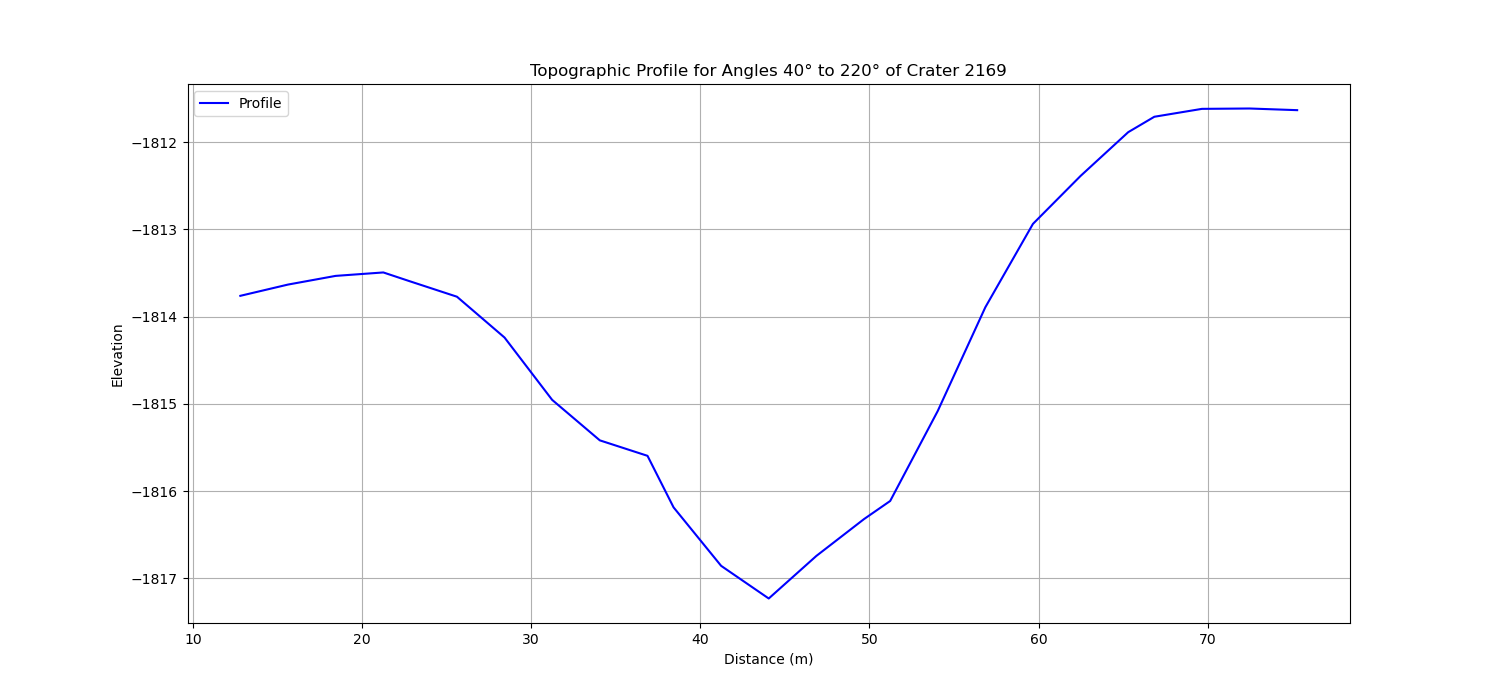 Topographic Profile for Angles 40° to 220° of Crater 2169
Profile
−1812
−1813
−1814
−1815
−1816
−1817
Elevation
10 20 30 40 50 60 70
Distance (m)